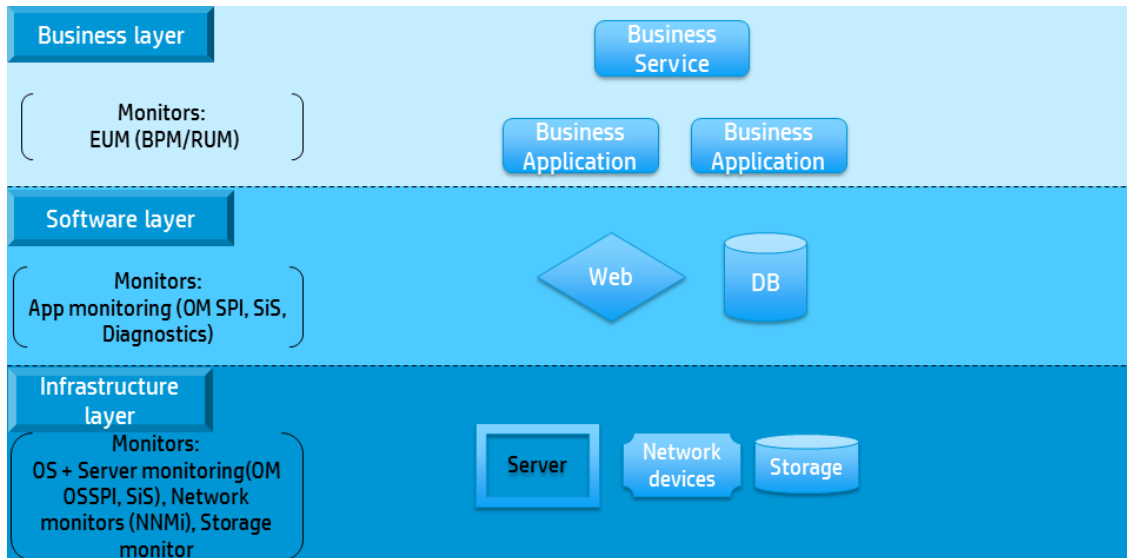 Business layer
Business
Service
Monitors:
EUM (BPM/RUM)
Business
Application
Business
Application
Software layer
Monitors:
App monitoring (OM SPI, SiS,
Diagnostics)
Web
DB
Infrastructure
layer
Monitors:
OS + Server monitoring(OM
OSSPI, SiS), Network
monitors (NNMi), Storage
monitor
Server
Network
devices
Storage